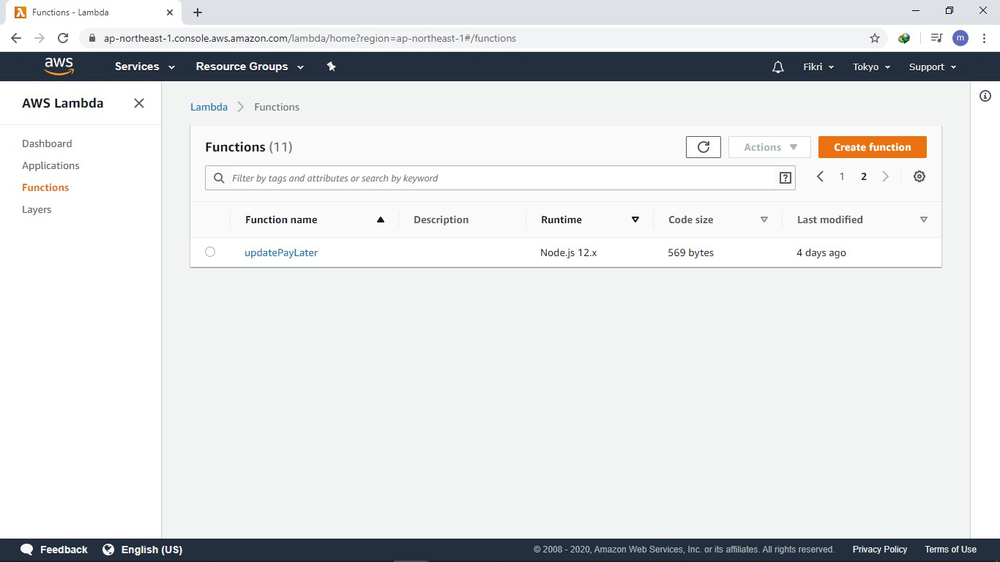 Functions - Lambda
ap-northeast-1.console.aws.amazon.com/lambda/home?region=ap-northeast-1#/functions
m
aws
Services
Resource Groups
Fikri
Tokyo
Support
AWS Lambda
Dashboard
Applications
Functions
Layers
Lambda
Functions
Functions (11)
Actions
Create function
Filter by tags and attributes or search by keyword
?
1
2
Function name
Description
Runtime
Code size
Last modified
updatePayLater
Node.js 12.x
569 bytes
4 days ago
Feedback
English (US)
© 2008 - 2020, Amazon Web Services, Inc. or its affiliates. All rights reserved.
Privacy Policy
Terms of Use